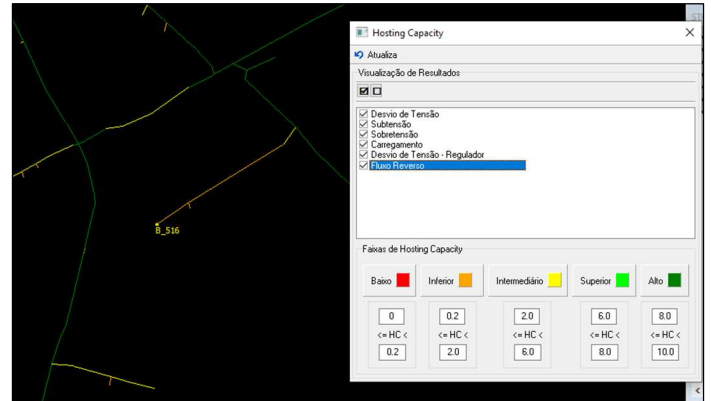 B_516
Hosting Capacity
Atualiza
Visualização de Resultados
Desvio de Tensão
Subtensão
Sobretensão
Carregamento
Desvio de Tensão - Regulador
Fluxo Reverso
Faixas de Hosting Capacity
Baixo Inferior Intermediário Superior Alto
0 0.2 2.0 6.0 8.0
<= HC < <= HC < <= HC < <= HC < <= HC <
0.2 2.0 6.0 8.0 10.0